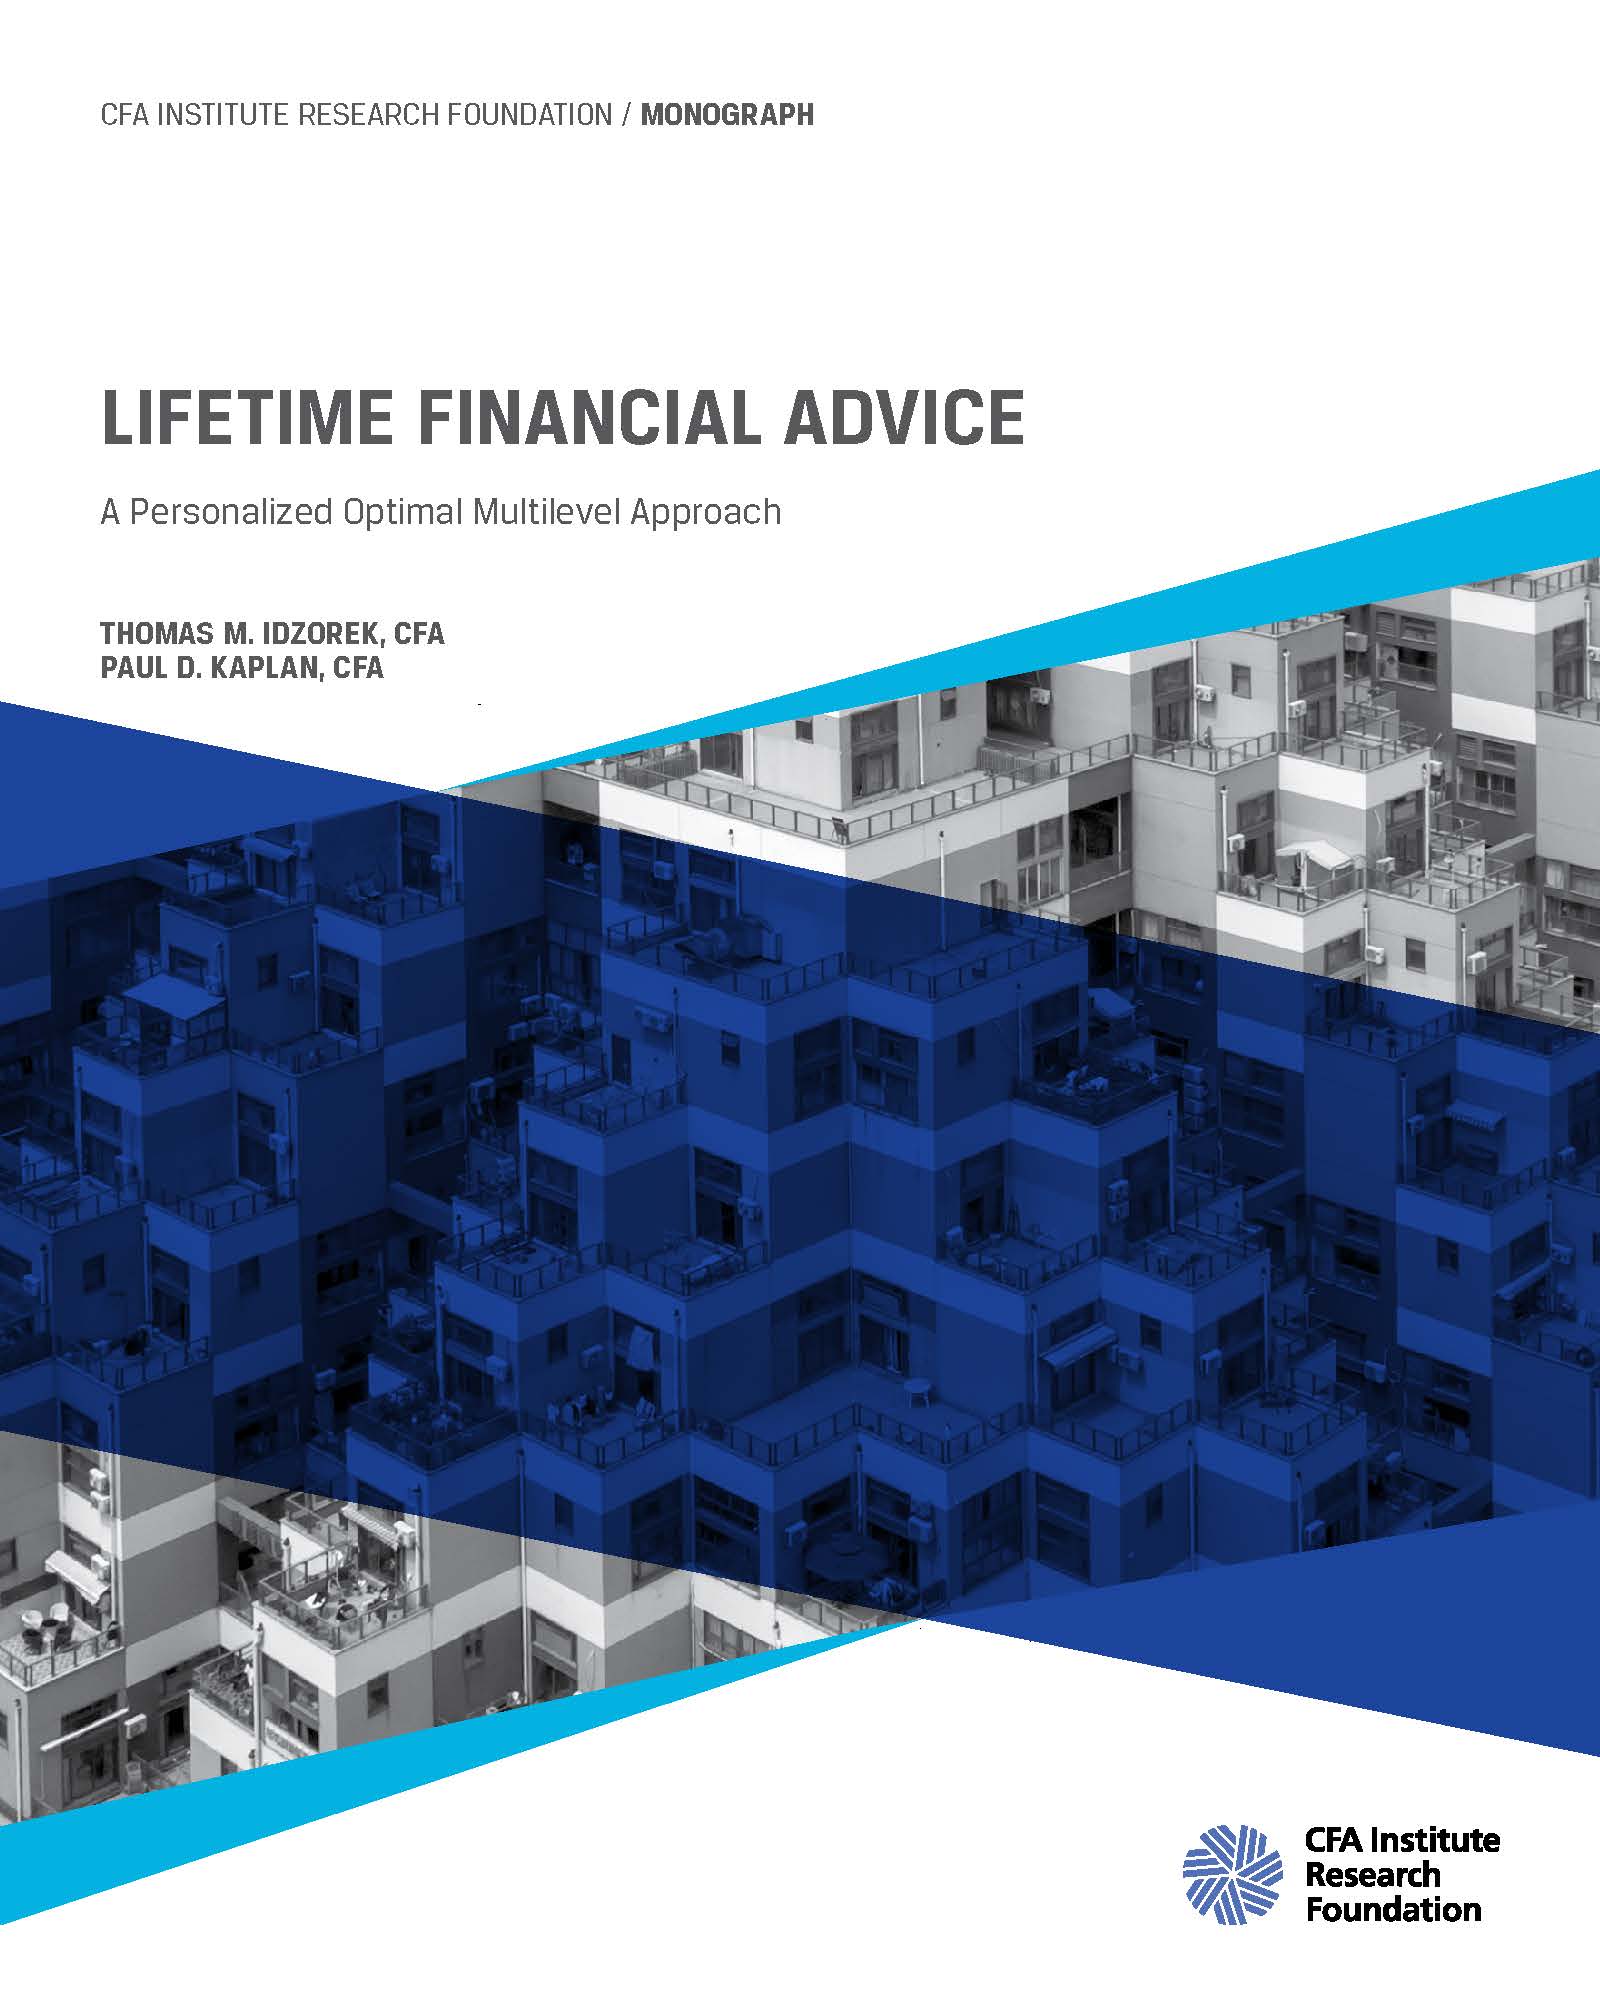 CFA INSTITUTE RESEARCH FOUNDATION / MONOGRAPH
LIFETIME FINANCIAL ADVICE
A Personalized Optimal Multilevel Approach
THOMAS M. IDZOREK, CFA
PAUL D. KAPLAN, CFA
CFA Institute
Research
Foundation